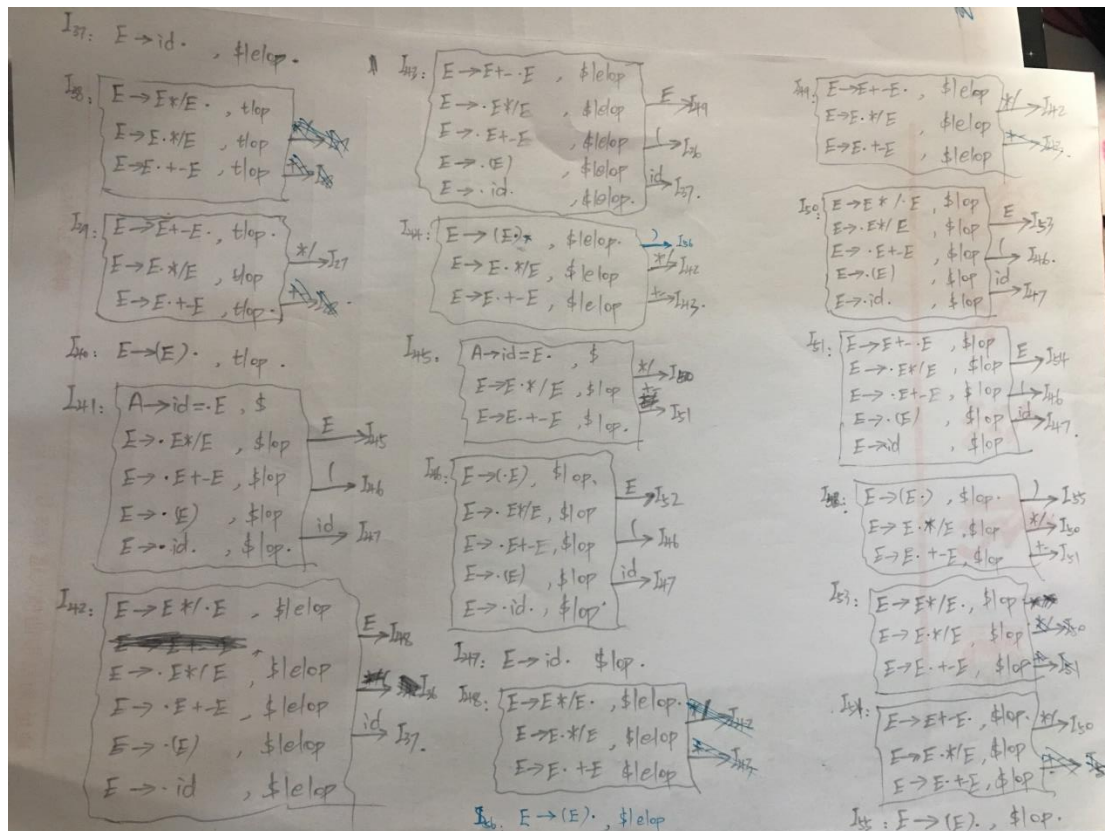 I37: E→id· , $|e|op.
I38: E→E*/E· , t|op
E→E·*/E , t|op
E→E·+-E , t|op
I39: E→E+-E· , t|op.
E→E·*/E , t|op
*/→I27
E→E·+-E , t|op.
I40: E→(E)· , t|op.
I41: A→id=·E , $
E→·E*/E , $|op
E→I45
E→·E+-E , $|op
(→I46
E→·(E) , $|op
E→·id. , $|op.
id→I47
I42: E→E*/·E , $|e|op
E→I48
E→·E*/E , $|e|op
I36
E→·E+-E , $|e|op
E→·(E) , $|e|op
id→I37.
E→·id , $|e|op
I43: E→E+-·E , $|e|op
E→·E*/E , $|e|op
E→I49
E→·E+-E , $|e|op
(→I36
E→·(E) , $|e|op
E→·id. , $|e|op.
id→I37.
I44: E→(E·) , $|e|op.
)→I56
E→E·*/E , $|e|op
*/→I42
E→E·+-E , $|e|op
+-→I43.
I45. A→id=E· , $
E→E·*/E , $|op
*/→I50
E→E·+-E , $|op.
→I51
I46: E→(·E) , $|op.
E→·E*/E , $|op
E→I52
E→·E+-E , $|op
(→I46
E→·(E) , $|op
id→I47
E→·id· , $|op
I47: E→id· $|op.
I48: E→E*/E· , $|e|op.
E→E·*/E , $|e|op
E→E·+E $|e|op
I56. E→(E)· , $|e|op
I49: E→E+-E· , $|e|op
E→E·*/E , $|e|op
*/→I42
E→E·+-E , $|e|op
I50: E→E*/·E , $|op
E→·E*/E , $|op
E→I53
E→·E+-E , $|op
(→I46.
E→·(E) , $|op
E→·id. , $|op
id→I47
I51: E→E+-·E , $|op
E→·E*/E , $|op
E→I54
E→·E+-E , $|op
(→I46
E→·(E) , $|op
id→I47.
E→id , $|op
E→(E·) , $|op.
)→I55
E→E·*/E , $|op
*/→I50
E→E·+-E , $|op
+-→I51
I53: E→E*/E· , $|op
E→E·*/E , $|op
E→E·+-E , $|op
I54: E→E+-E· , $|op.
*/→I50
E→E·*/E , $|op
E→E·+-E , $|op
I55: E→(E)· , $|op.